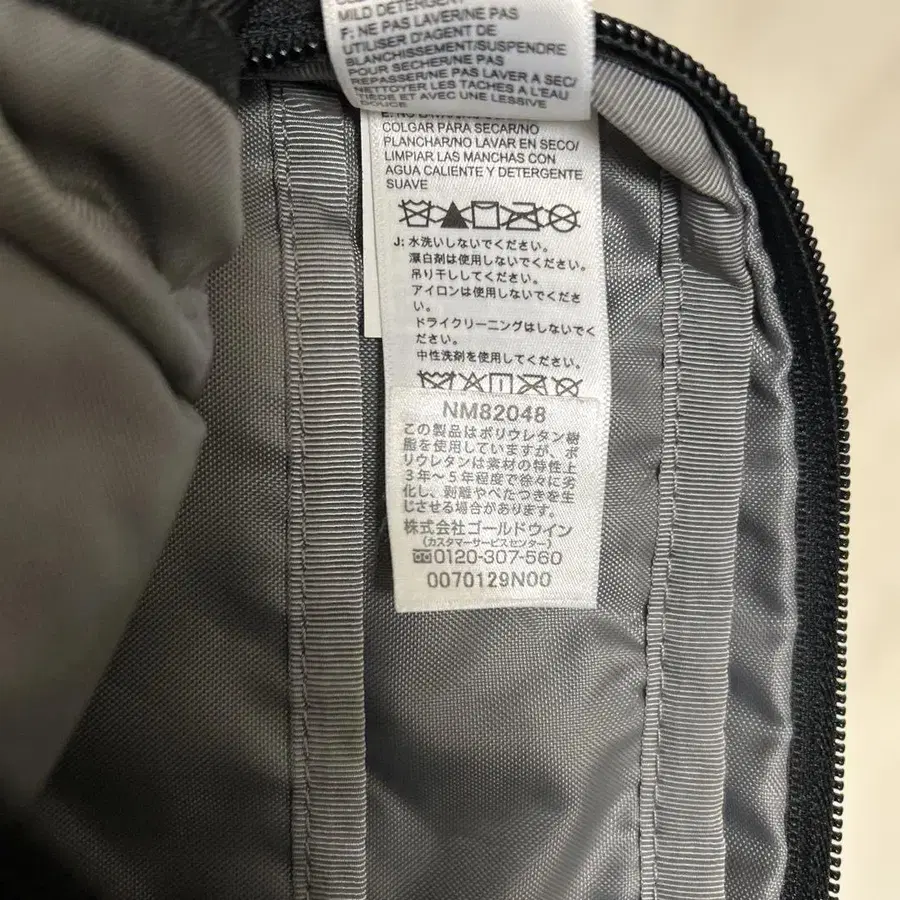 MILD DETERGENT
F: NE PAS LAVER/NE PAS
UTILISER D'AGENT DE
BLANCHISSEMENT/SUSPENDRE
POUR SECHER/NE PAS
REPASSER/NE PAS LAVER A SEC/
NETTOYER LES TACHES A L'EAU
TIEDE ET AVEC UNE LESSIVE
DOUCE
COLGAR PARA SECAR/NO
PLANCHAR/NO LAVAR EN SECO/
LIMPIAR LAS MANCHAS CON
AGUA CALIENTE Y DETERGENTE
SUAVE
J: 水洗いしないでください。
漂白剤は使用しないでください。
吊り干ししてください。
アイロンは使用しないでくださ
い。
ドライクリーニングはしないでく
ださい。
中性洗剤を使用してください。
NM82048
この製品はポリウレタン樹
脂を使用していますが、ポ
リウレタンは素材の特性上
3年〜5年程度で徐々に劣
化し、剥離やべたつきを生
じさせる場合があります。
株式会社ゴールドウイン
(カスタマーサービスセンター)
0120-307-560
0070129N00